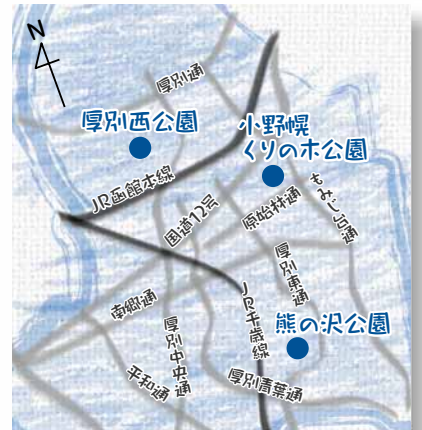 N
厚別通
厚別西公園
小野幌
くりの木公園
JR函館本線
国道12号
原始林通
もみじ台通
厚別東通
南郷通
JR千歳線
熊の沢公園
厚別中央通
平和通
厚別青葉通